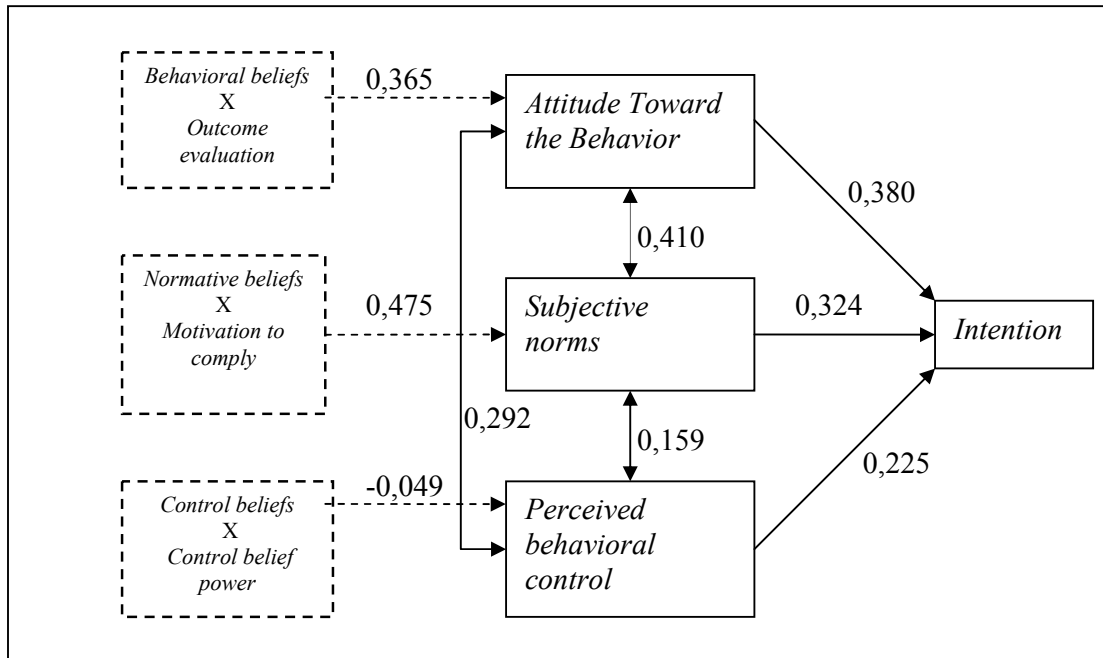 Behavioral beliefs
X
Outcome
evaluation
0,365
Attitude Toward
the Behavior
0,380
0,410
Normative beliefs
X
Motivation to
comply
0,475
Subjective
norms
0,324
Intention
0,292
0,159
0,225
Control beliefs
X
Control belief
power
-0,049
Perceived
behavioral
control